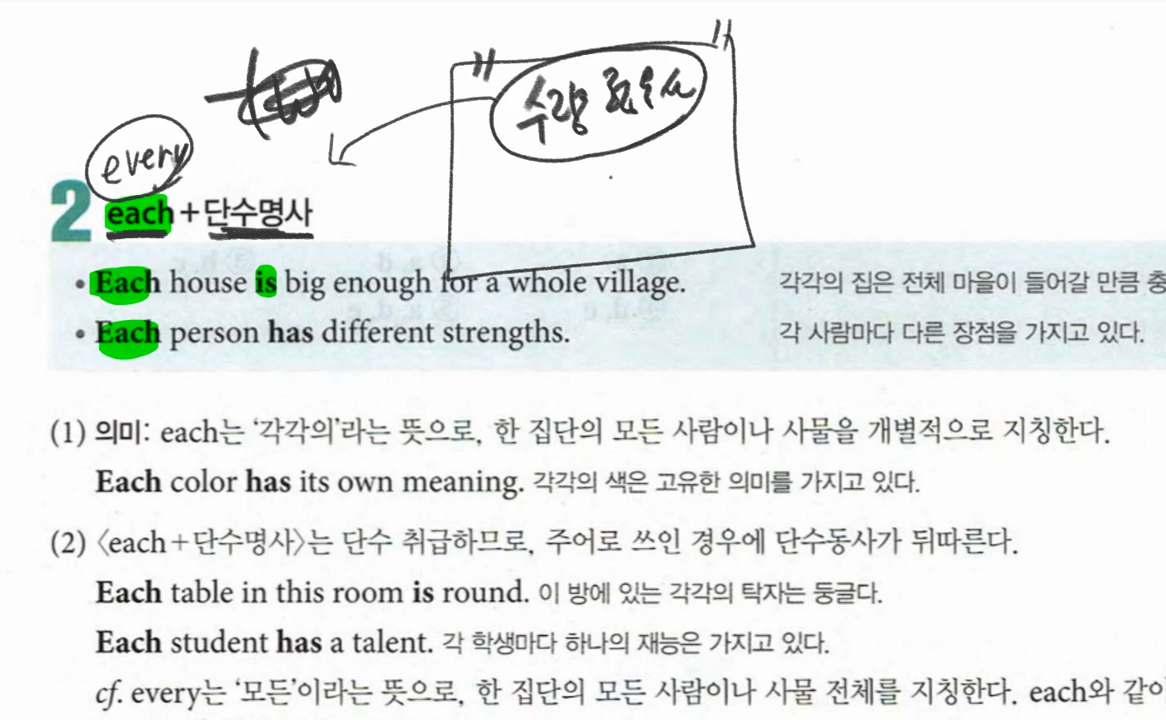 수량 형용사
every
2 each+단수명사
• Each house is big enough for a whole village. 각각의 집은 전체 마을이 들어갈 만큼 충
• Each person has different strengths. 각 사람마다 다른 장점을 가지고 있다.
(1) 의미: each는 ‘각각의’라는 뜻으로, 한 집단의 모든 사람이나 사물을 개별적으로 지칭한다.
Each color has its own meaning. 각각의 색은 고유한 의미를 가지고 있다.
(2) 〈each+단수명사〉는 단수 취급하므로, 주어로 쓰인 경우에 단수동사가 뒤따른다.
Each table in this room is round. 이 방에 있는 각각의 탁자는 둥글다.
Each student has a talent. 각 학생마다 하나의 재능은 가지고 있다.
cf. every는 ‘모든’이라는 뜻으로, 한 집단의 모든 사람이나 사물 전체를 지칭한다. each와 같이